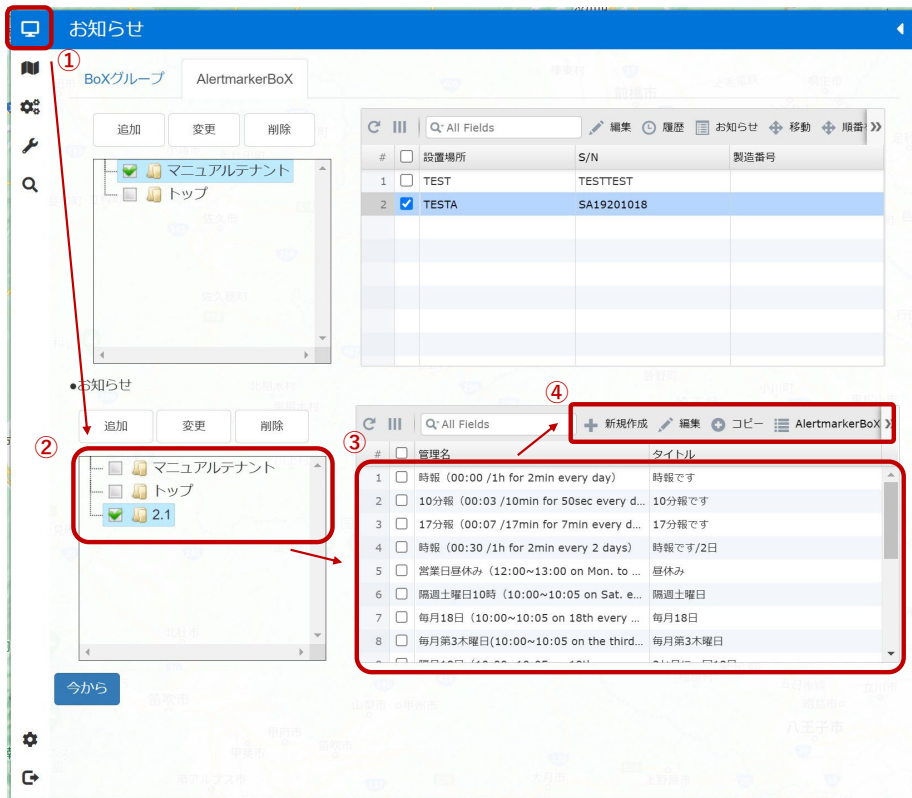 お知らせ
①
BoXグループ
AlertmarkerBoX
追加
変更
削除
All Fields
編集
履歴
お知らせ
移動
順番
マニュアルテナント
トップ
# 設置場所 S/N 製造番号
1 TEST TESTTEST
2 TESTA SA19201018
●お知らせ
④
追加
変更
削除
All Fields
新規作成
編集
コピー
AlertmarkerBoX
②
③
マニュアルテナント
トップ
2.1
# 管理名 タイトル
1 時報（00:00 /1h for 2min every day） 時報です
2 10分報（00:03 /10min for 50sec every d... 10分報です
3 17分報（00:07 /17min for 7min every d... 17分報です
4 時報（00:30 /1h for 2min every 2 days） 時報です/2日
5 営業日昼休み（12:00~13:00 on Mon. to ... 昼休み
6 隔週土曜日10時（10:00~10:05 on Sat. e... 隔週土曜日
7 毎月18日（10:00~10:05 on 18th every ... 毎月18日
8 毎月第3木曜日(10:00~10:05 on the third... 毎月第3木曜日
今から